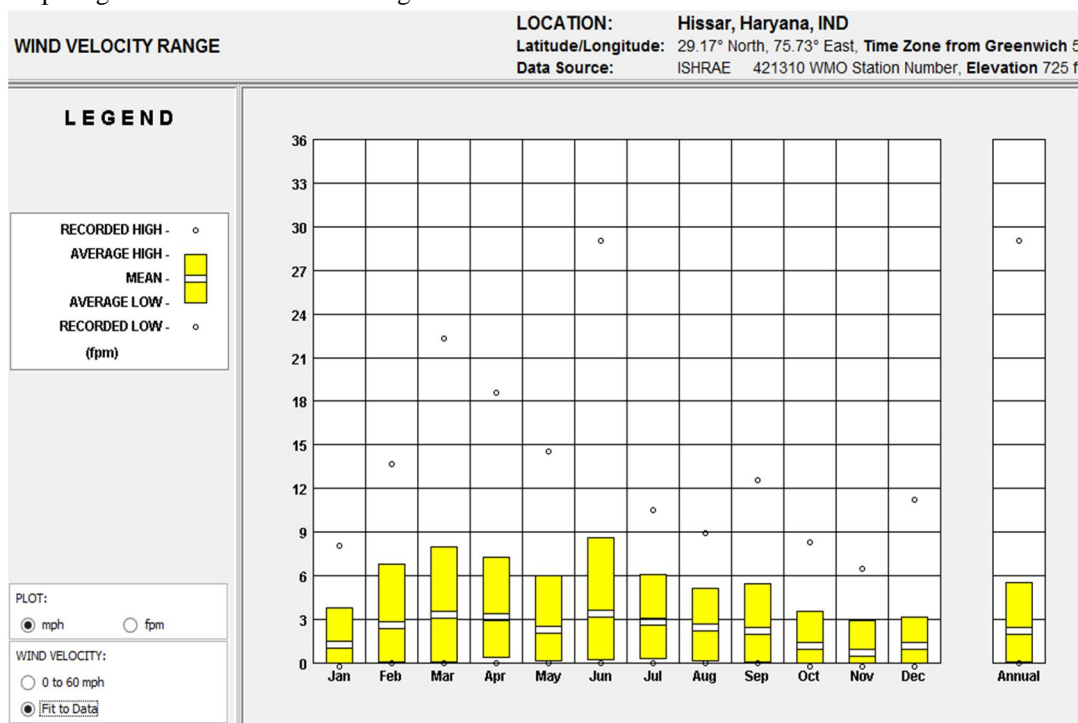 WIND VELOCITY RANGE
LOCATION: Hissar, Haryana, IND
Latitude/Longitude: 29.17° North, 75.73° East, Time Zone from Greenwich 5
Data Source: ISHRAE 421310 WMO Station Number, Elevation 725 f
LEGEND
RECORDED HIGH -
AVERAGE HIGH -
MEAN -
AVERAGE LOW -
RECORDED LOW -
(fpm)
PLOT:
mph fpm
WIND VELOCITY:
0 to 60 mph
Fit to Data
36
33
30
27
24
21
18
15
12
9
6
3
0
Jan Feb Mar Apr May Jun Jul Aug Sep Oct Nov Dec Annual